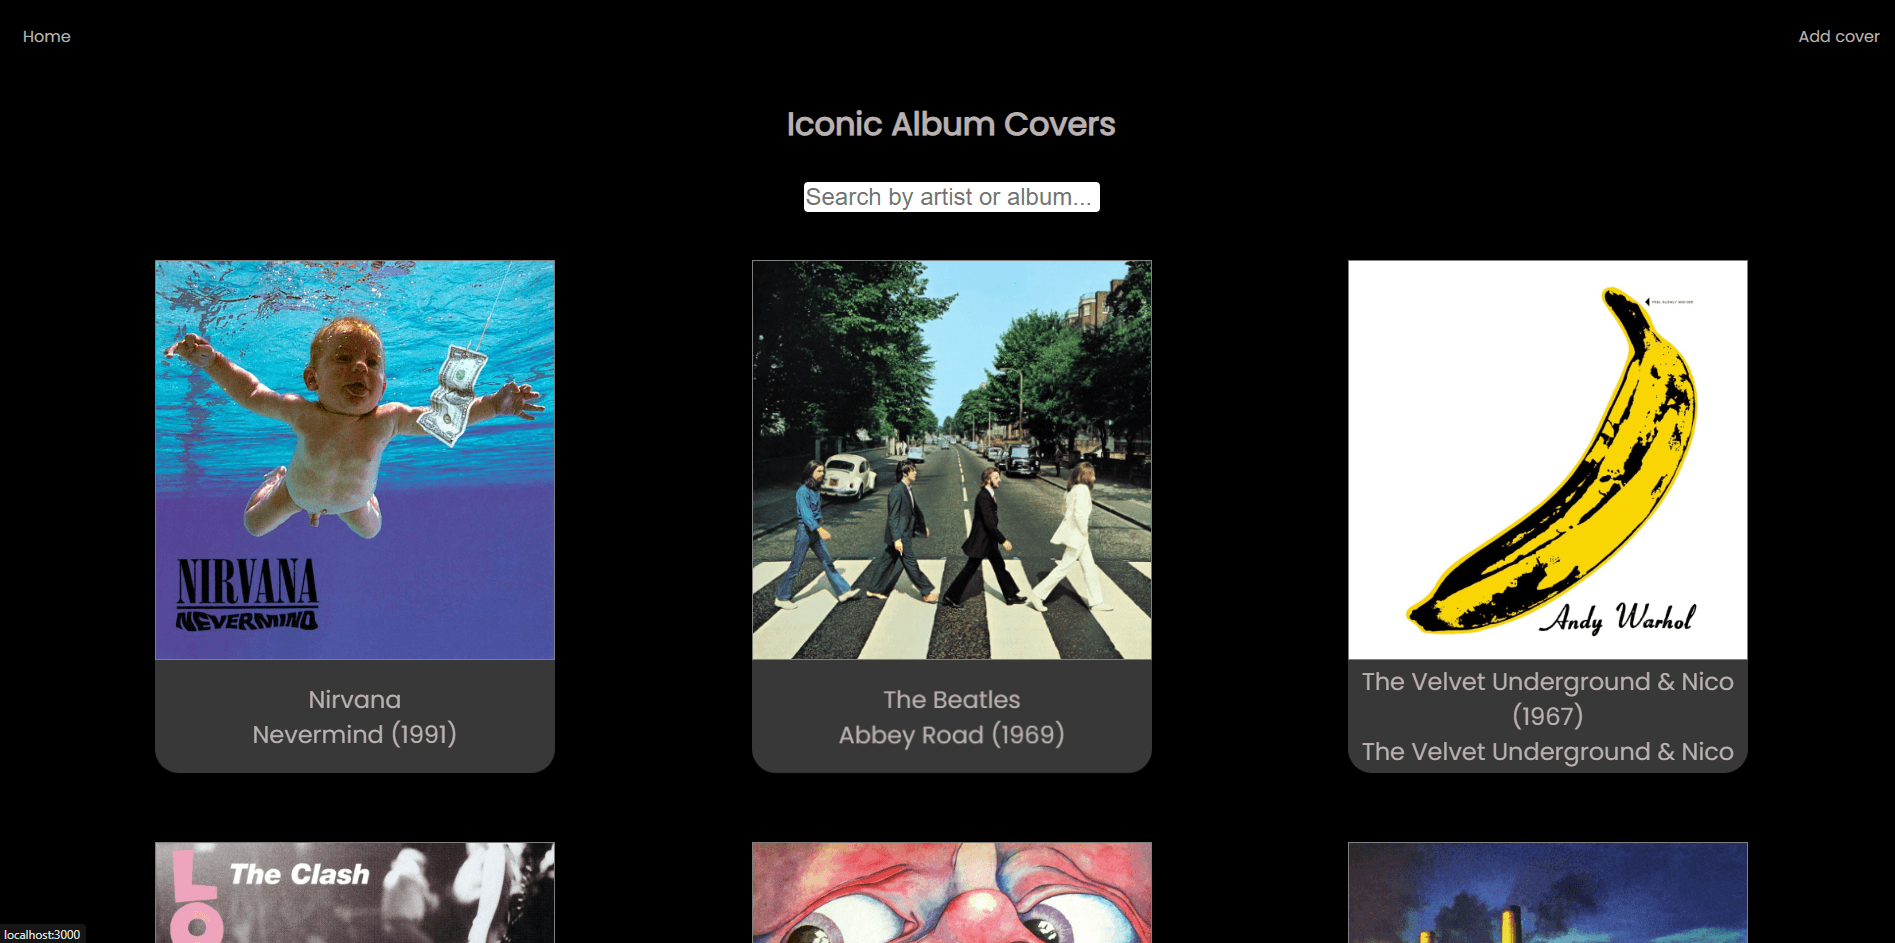 Home
Add cover
Iconic Album Covers
Search by artist or album...
NIRVANA
NEVERMIND
Andy Warhol
Nirvana
Nevermind (1991)
The Beatles
Abbey Road (1969)
The Velvet Underground & Nico
(1967)
The Velvet Underground & Nico
The Clash
LO
localhost:3000